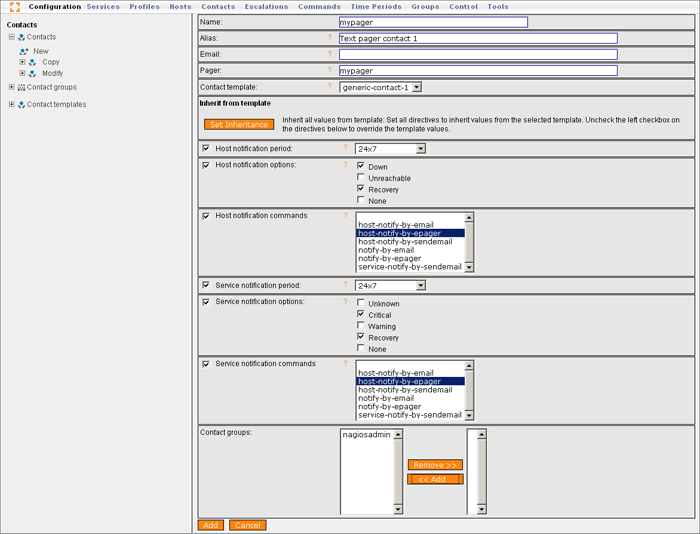 Configuration Services Profiles Hosts Contacts Escalations Commands Time Periods Groups Control Tools
Contacts
Contacts
New
Copy
Modify
Contact groups
Contact templates
Name: mypager
Alias: ? Text pager contact 1
Email: ?
Pager: ? mypager
Contact template: ? generic-contact-1
Inherit from template
Set Inheritance
Inherit all values from template: Set all directives to inherit values from the selected template. Uncheck the left checkbox on
the directives below to override the template values.
Host notification period: ? 24x7
Host notification options: ? Down
Unreachable
Recovery
None
Host notification commands ?
host-notify-by-email
host-notify-by-epager
host-notify-by-sendemail
notify-by-email
notify-by-epager
service-notify-by-sendemail
Service notification period: ? 24x7
Service notification options: ? Unknown
Critical
Warning
Recovery
None
Service notification commands ?
host-notify-by-email
host-notify-by-epager
host-notify-by-sendemail
notify-by-email
notify-by-epager
service-notify-by-sendemail
Contact groups: nagiosadmin
Remove >>
<< Add
Add Cancel